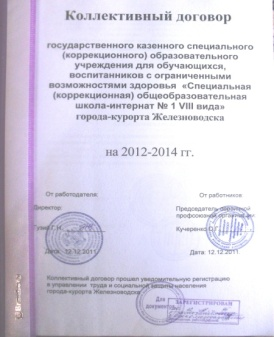 Коллективный договор
государственного казенного специального
(коррекционного) образовательного
учреждения для обучающихся,
воспитанников с ограниченными
возможностями здоровья «Специальная
(коррекционная) общеобразовательная
школа-интернат № 1 VIII вида»
города-курорта Железноводска
на 2012-2014 гг.
От работодателя:
Директор
Дата: 12.12.2011
От работников
Председатель первичной
профсоюзной организации
Кучеренко О.
Дата: 12.12.2011
Коллективный договор прошел уведомительную регистрацию
в управлении труда и социальной защиты населения
города-курорта Железноводска
Для
документов
ЗАРЕГИСТРИРОВАН